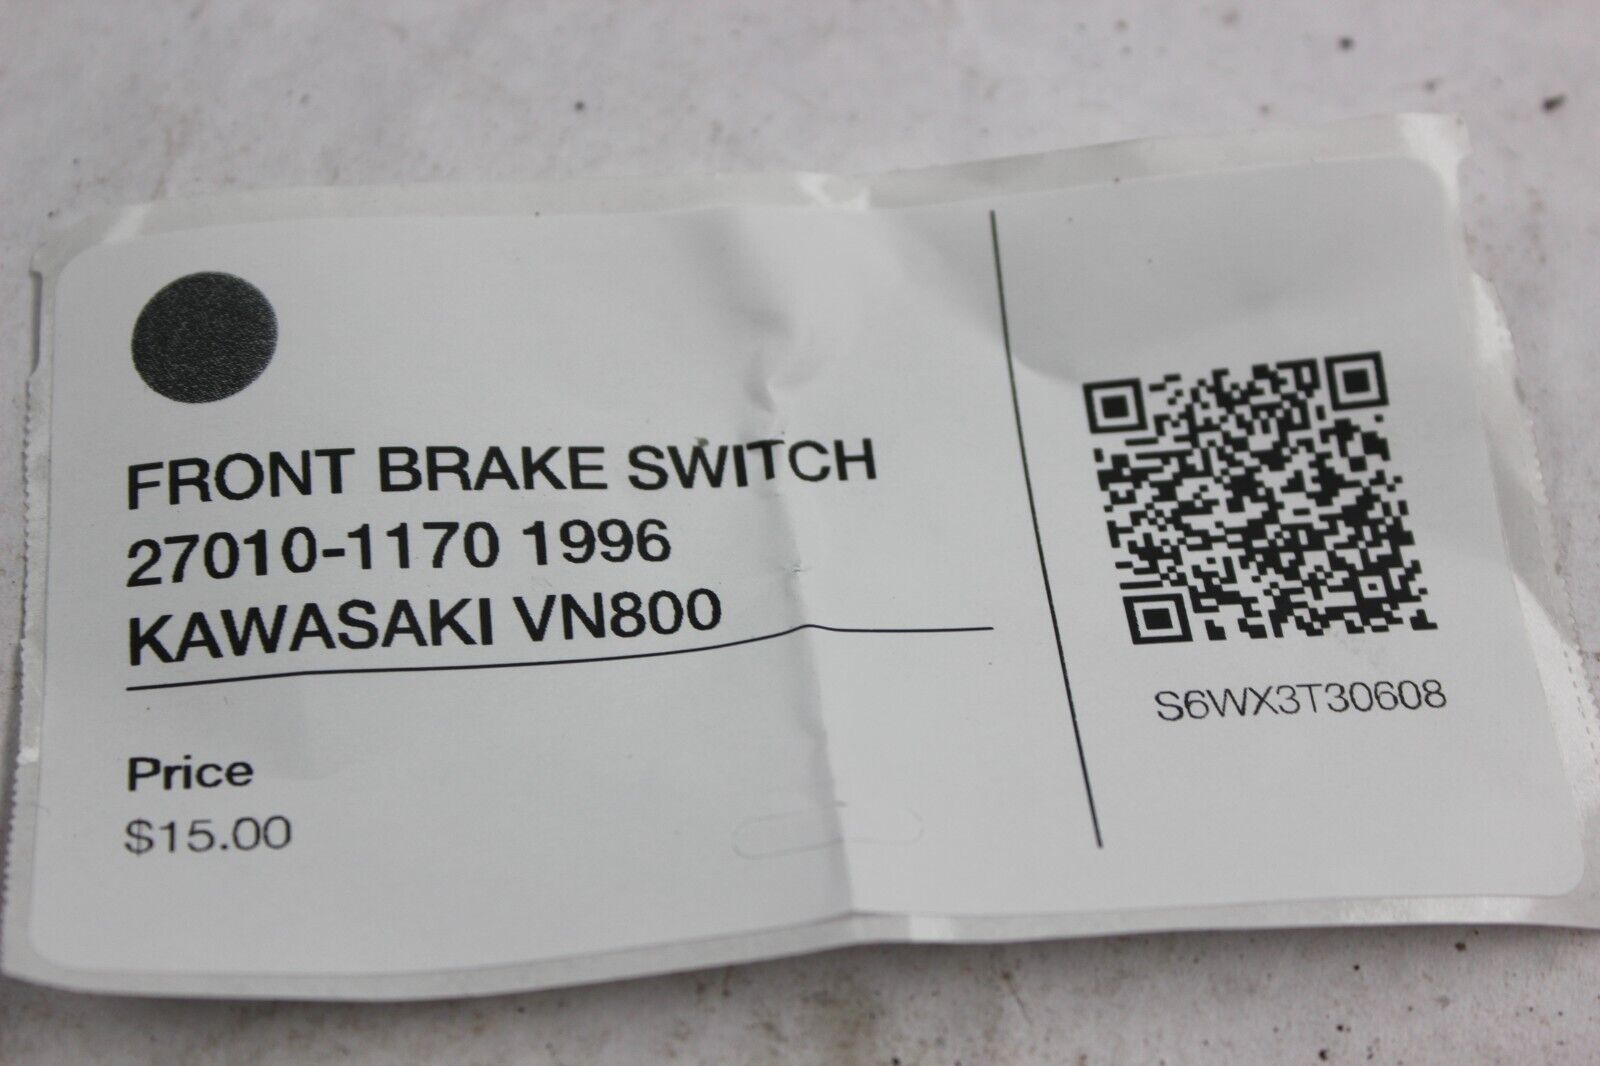 FRONT BRAKE SWITCH
27010-1170 1996
KAWASAKI VN800
Price
$15.00
S6WX3T30608